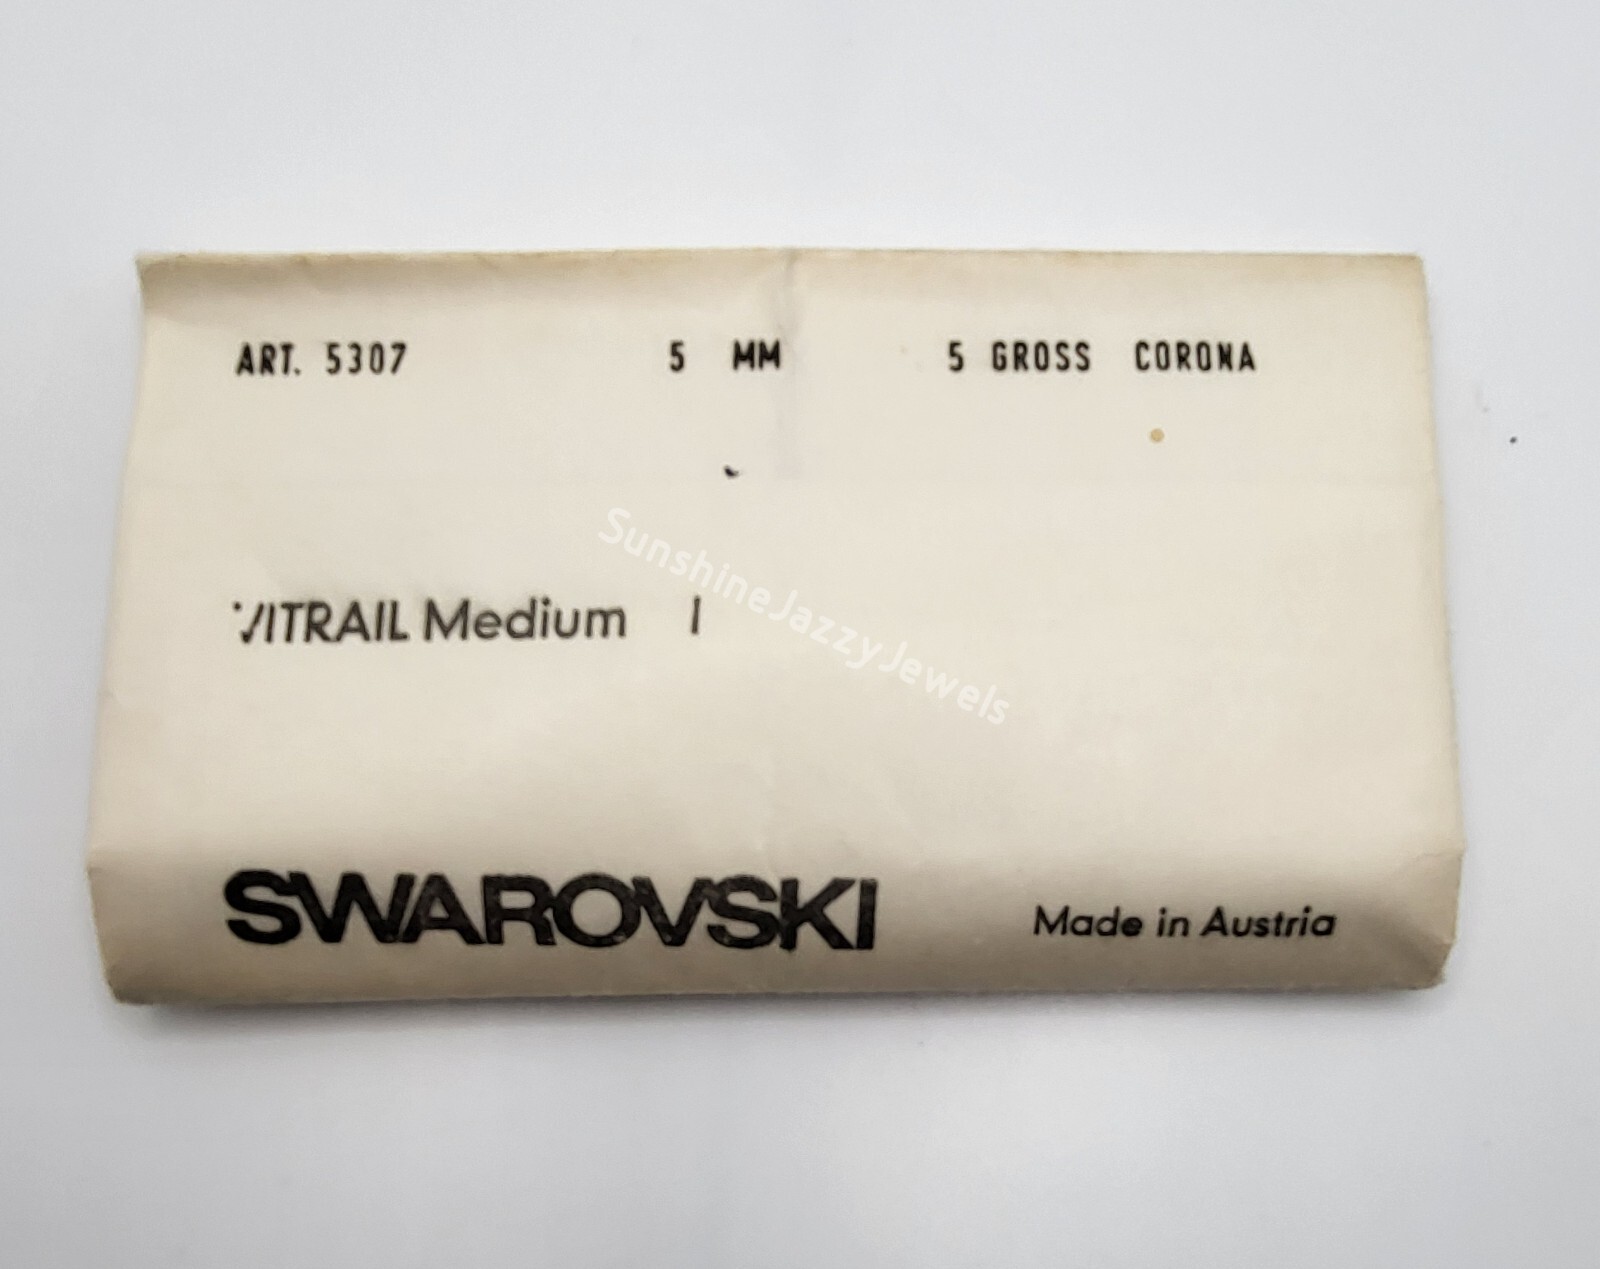 ART. 5307 5 MM 5 GROSS CORONA
VITRAIL Medium I
SunshineJazzyJewels
SWAROVSKI Made in Austria